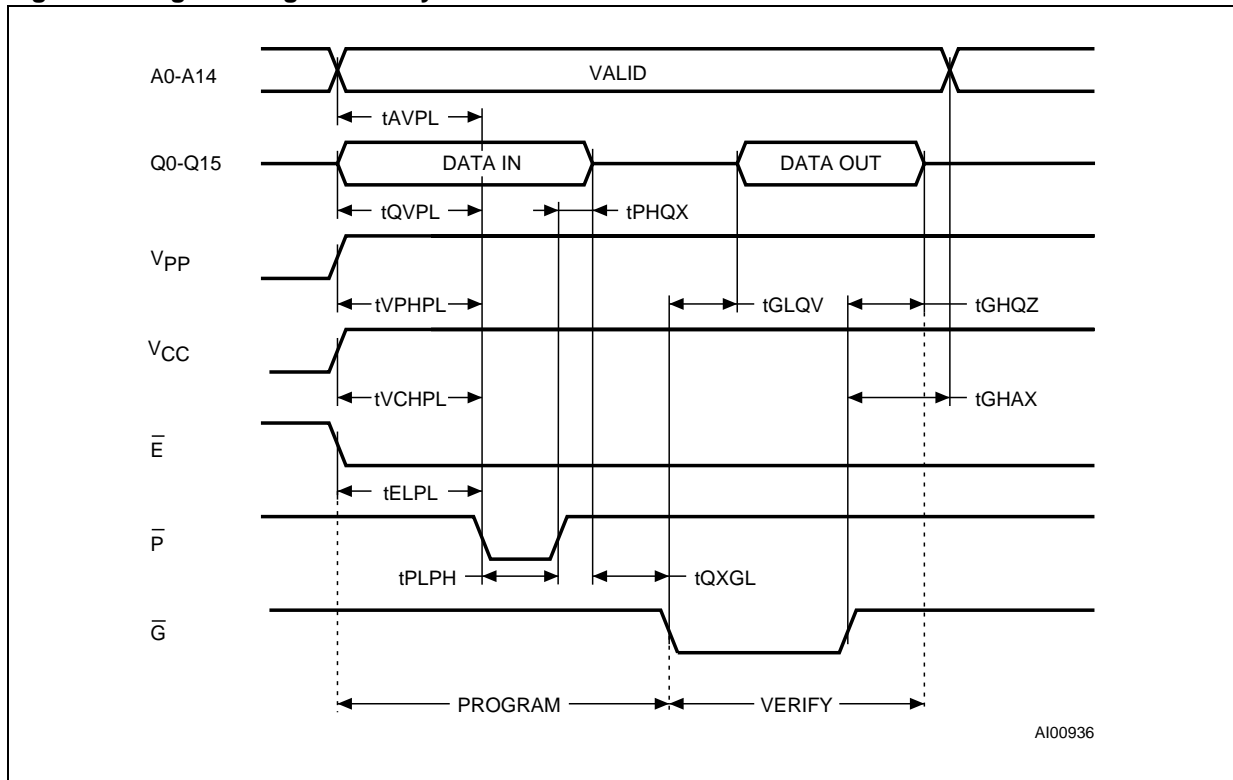 A0-A14
VALID
tAVPL
Q0-Q15
DATA IN
DATA OUT
tQVPL
tPHQX
VPP
tVPHPL
tGLQV
tGHQZ
VCC
tVCHPL
tGHAX
E̅
tELPL
P̅
tPLPH
tQXGL
G̅
PROGRAM
VERIFY
AI00936